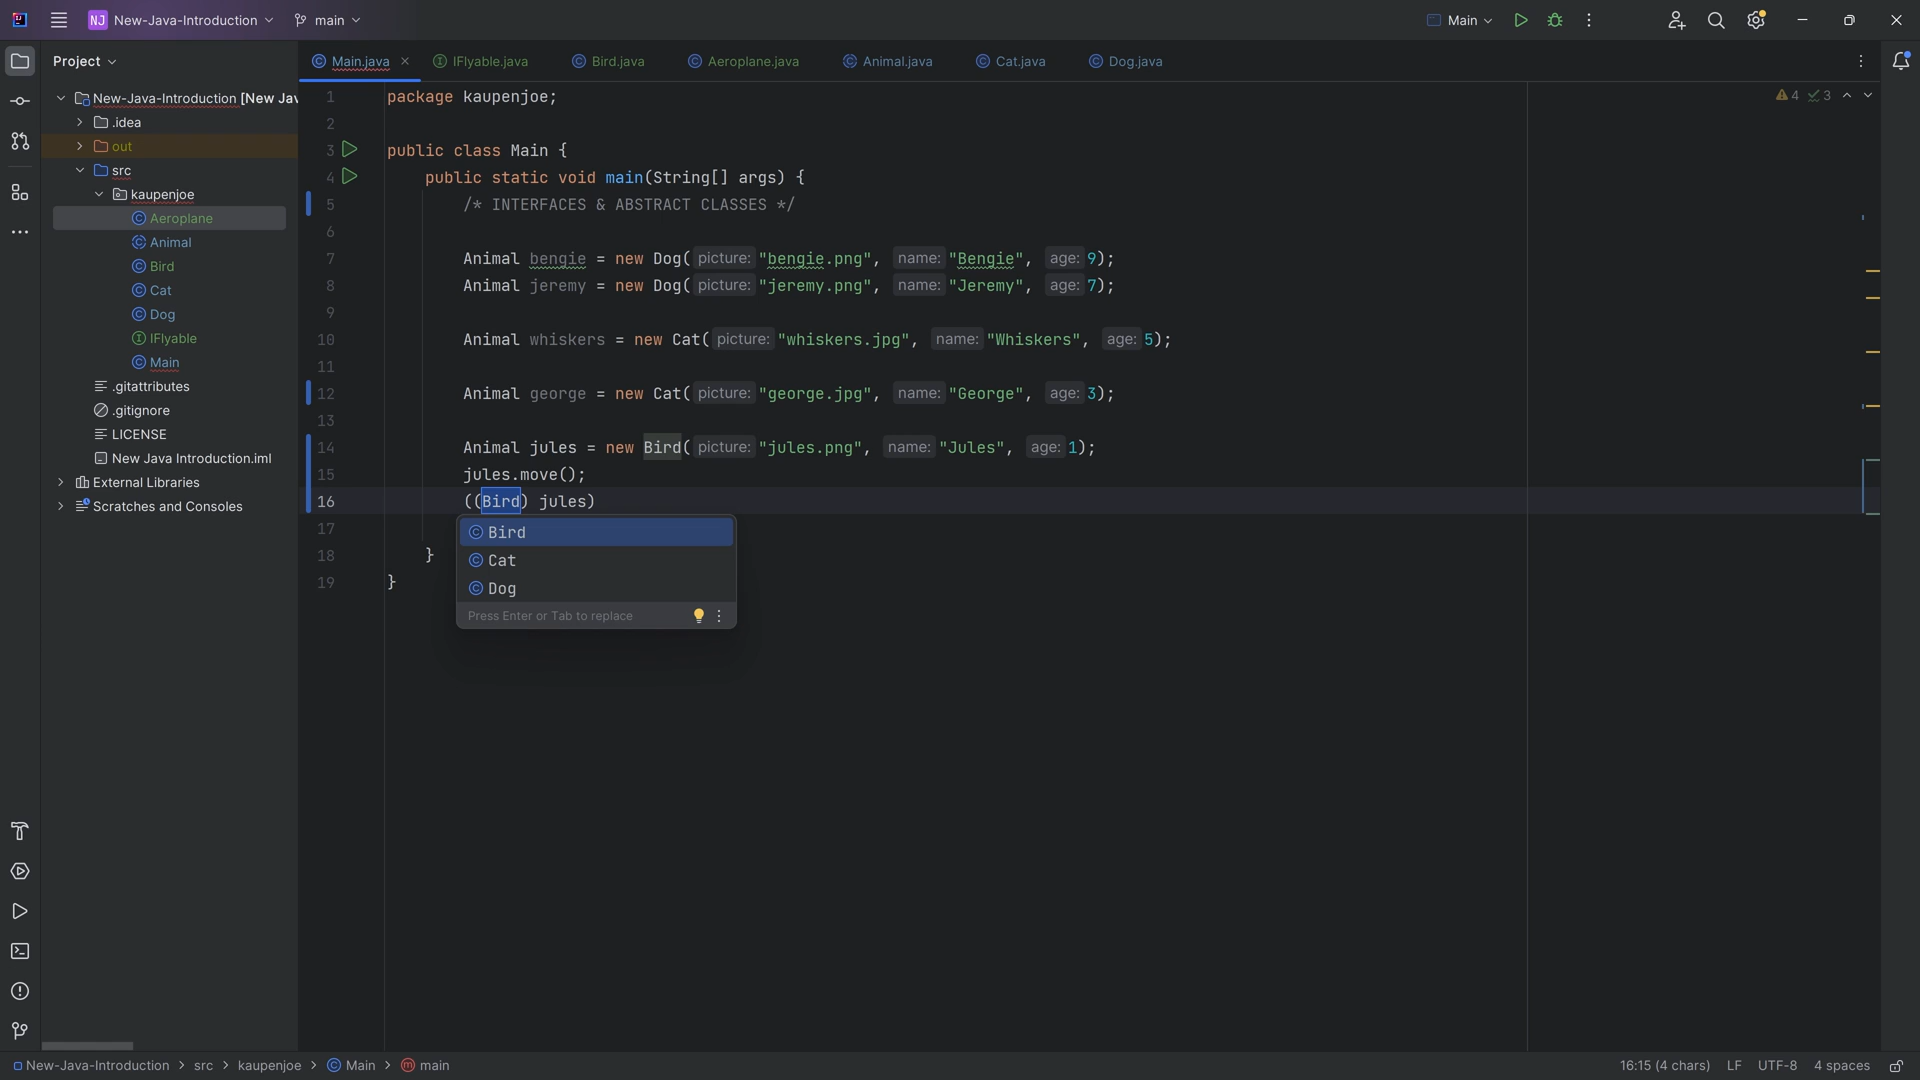 NJ New-Java-Introduction main Main
Project
Main.java IFlyable.java Bird.java Aeroplane.java Animal.java Cat.java Dog.java
New-Java-Introduction [New Jav
.idea
out
src
kaupenjoe
Aeroplane
Animal
Bird
Cat
Dog
IFlyable
Main
.gitattributes
.gitignore
LICENSE
New Java Introduction.iml
External Libraries
Scratches and Consoles
4 3
1 package kaupenjoe;
2
3 public class Main {
4 public static void main(String[] args) {
5 /* INTERFACES & ABSTRACT CLASSES */
6
7 Animal bengie = new Dog( picture: "bengie.png", name: "Bengie", age: 9);
8 Animal jeremy = new Dog( picture: "jeremy.png", name: "Jeremy", age: 7);
9
10 Animal whiskers = new Cat( picture: "whiskers.jpg", name: "Whiskers", age: 5);
11
12 Animal george = new Cat( picture: "george.jpg", name: "George", age: 3);
13
14 Animal jules = new Bird( picture: "jules.png", name: "Jules", age: 1);
15 jules.move();
16 ((Bird) jules)
17
18 }
19 }
Bird
Cat
Dog
Press Enter or Tab to replace
New-Java-Introduction > src > kaupenjoe > Main > main 16:15 (4 chars) LF UTF-8 4 spaces